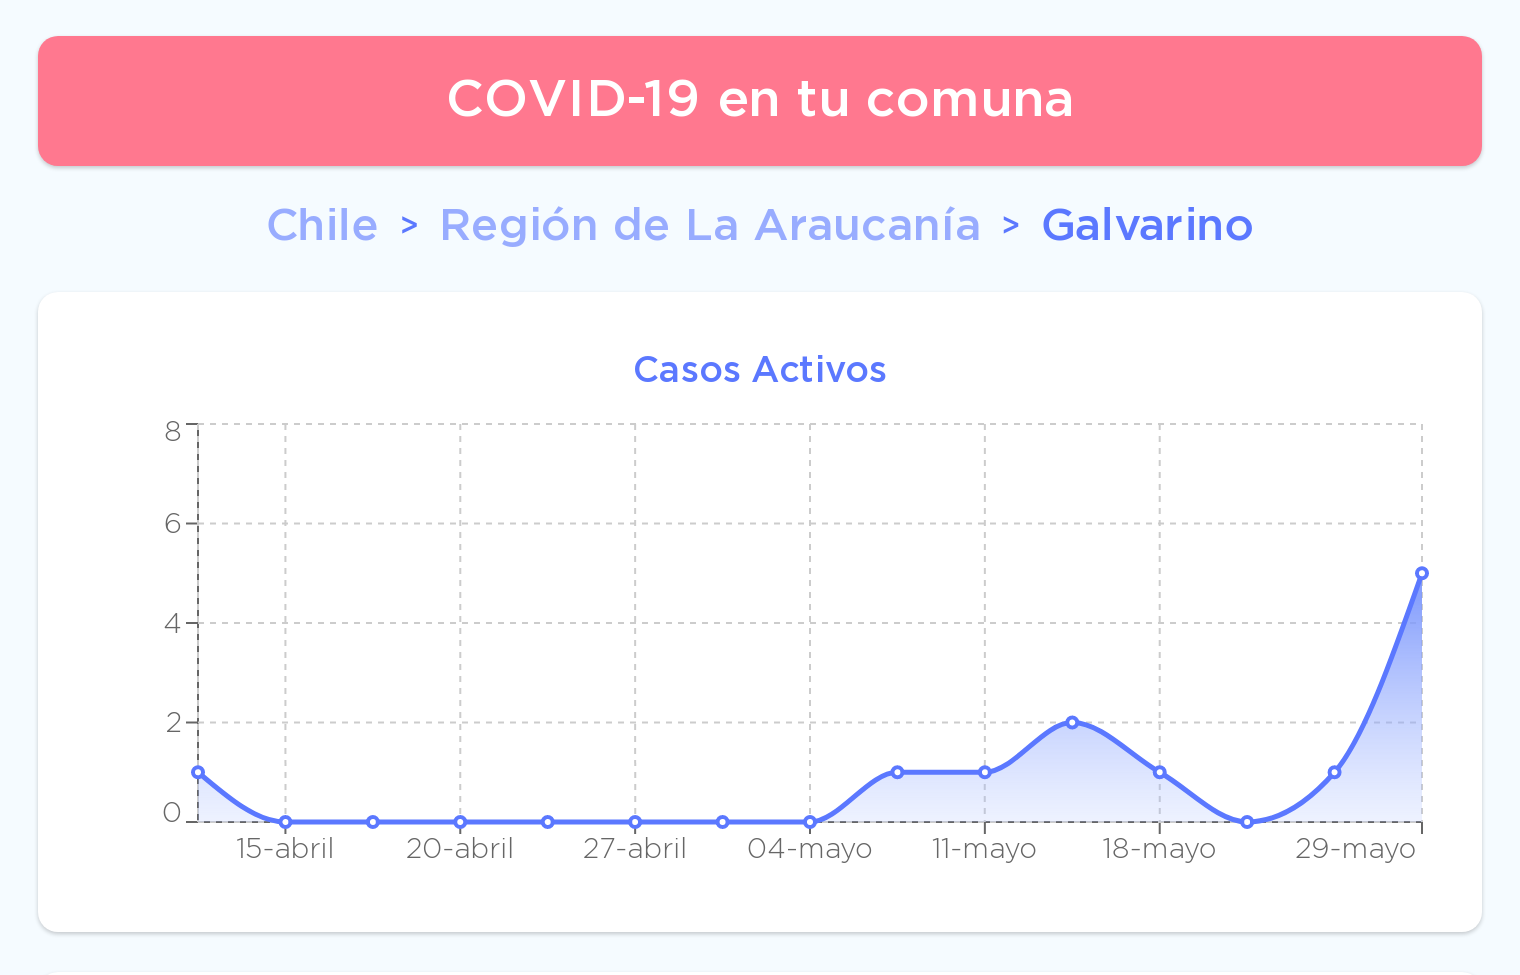 COVID-19 en tu comuna
Chile > Región de La Araucanía > Galvarino
Casos Activos
8
6
4
2
0
15-abril 20-abril 27-abril 04-mayo 11-mayo 18-mayo 29-mayo